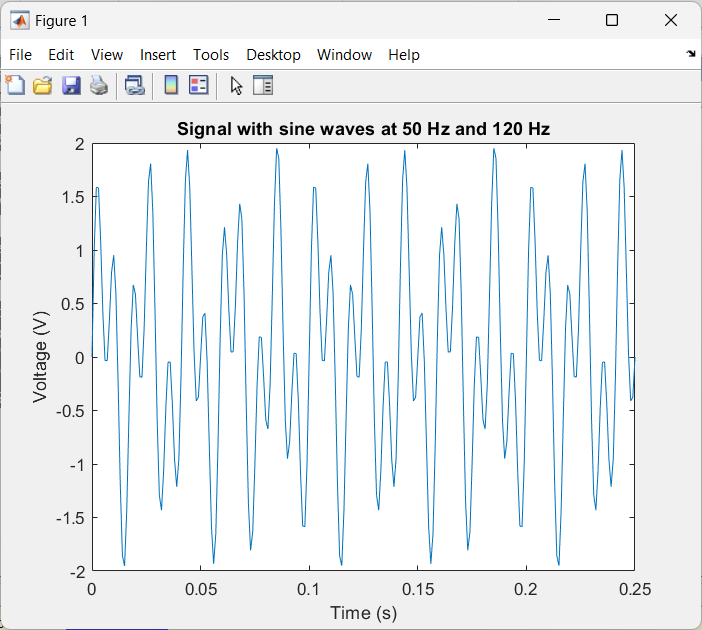 Figure 1
File Edit View Insert Tools Desktop Window Help
Signal with sine waves at 50 Hz and 120 Hz
2
1.5
1
0.5
0
-0.5
-1
-1.5
-2
Voltage (V)
0 0.05 0.1 0.15 0.2 0.25
Time (s)